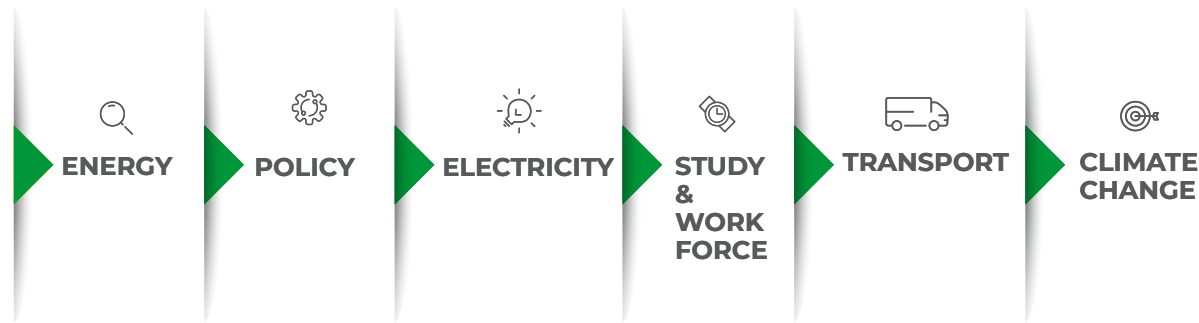 ENERGY
POLICY
ELECTRICITY
STUDY
&
WORK
FORCE
TRANSPORT
CLIMATE
CHANGE